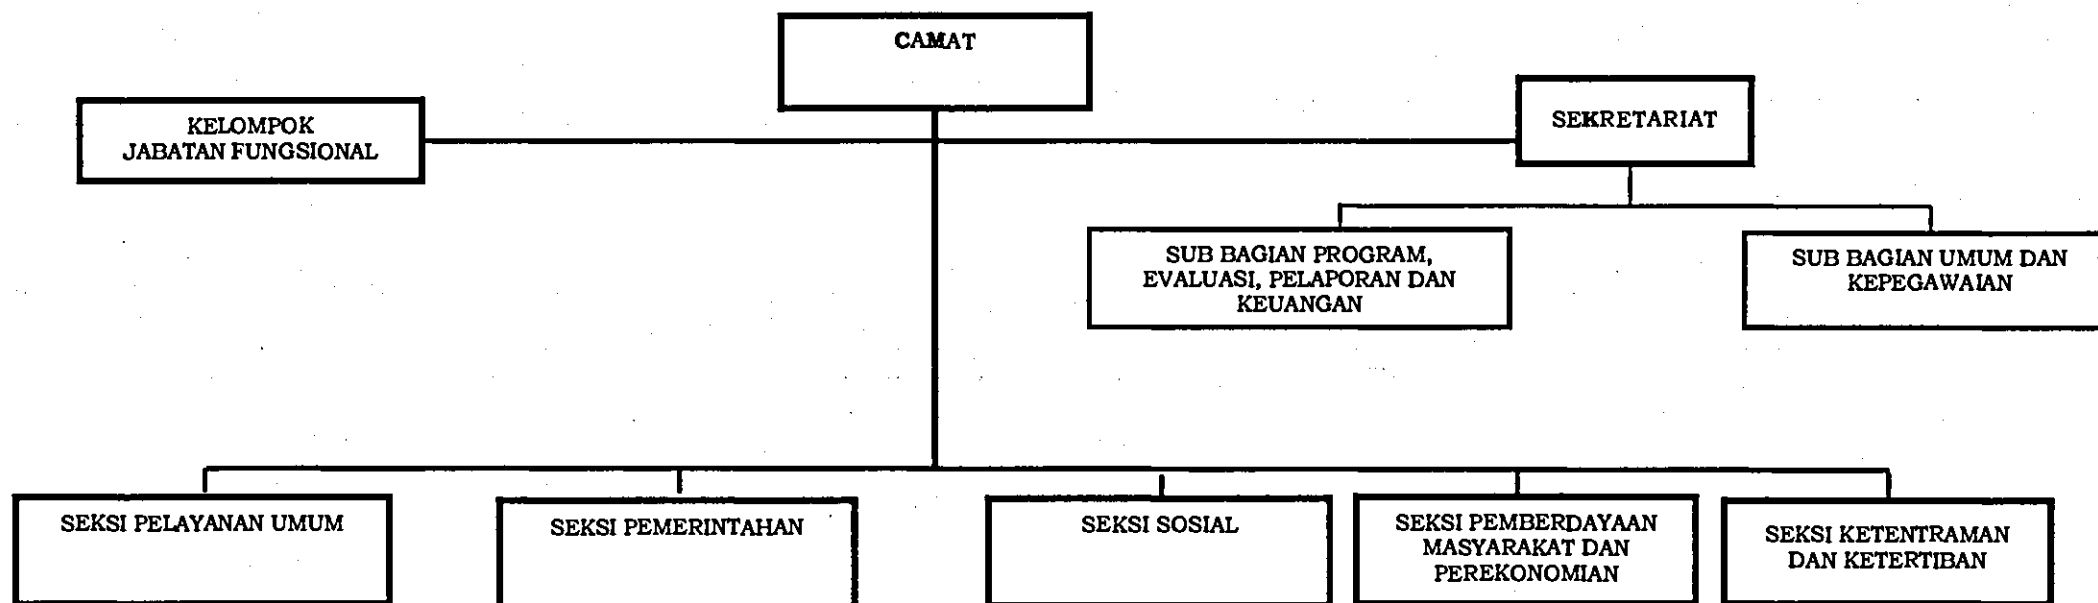 CAMAT
KELOMPOK
JABATAN FUNGSIONAL
SEKRETARIAT
SUB BAGIAN PROGRAM,
EVALUASI, PELAPORAN DAN
KEUANGAN
SUB BAGIAN UMUM DAN
KEPEGAWAIAN
SEKSI PELAYANAN UMUM
SEKSI PEMERINTAHAN
SEKSI SOSIAL
SEKSI PEMBERDAYAAN
MASYARAKAT DAN
PEREKONOMIAN
SEKSI KETENTRAMAN
DAN KETERTIBAN